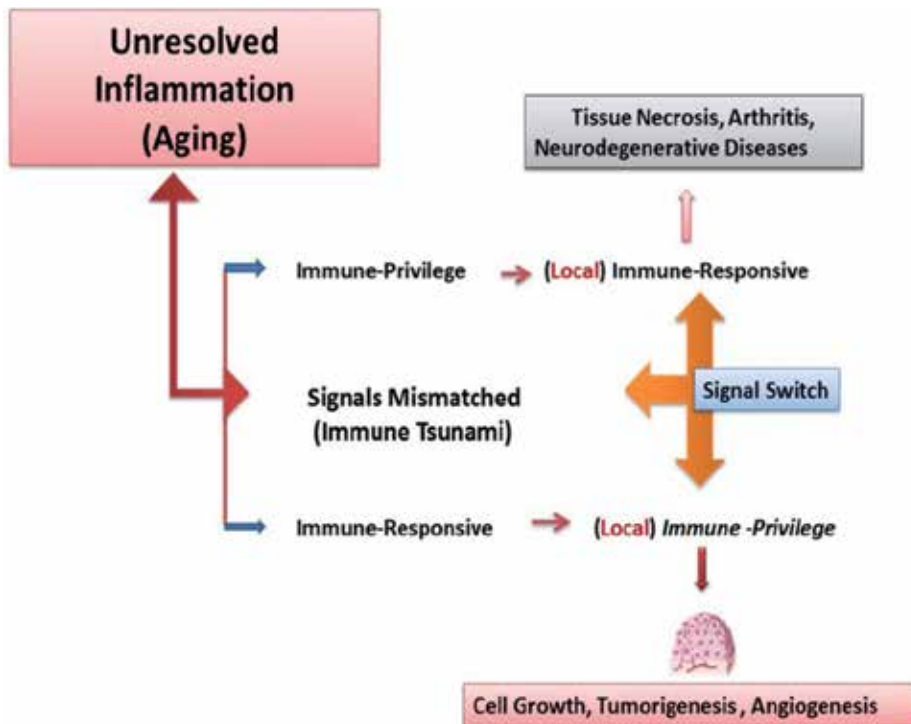 Unresolved
Inflammation
(Aging)
Tissue Necrosis, Arthritis,
Neurodegenerative Diseases
Immune-Privilege
(Local) Immune-Responsive
Signals Mismatched
(Immune Tsunami)
Signal Switch
Immune-Responsive
(Local) Immune -Privilege
Cell Growth, Tumorigenesis , Angiogenesis